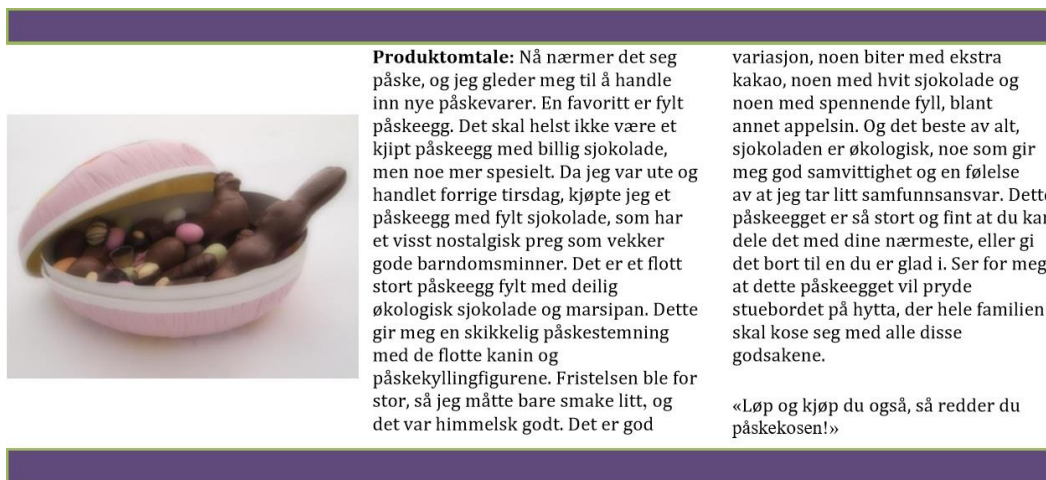 Produktomtale: Nå nærmer det seg
påske, og jeg gleder meg til å handle
inn nye påskevarer. En favoritt er fylt
påskeegg. Det skal helst ikke være et
kjipt påskeegg med billig sjokolade,
men noe mer spesielt. Da jeg var ute og
handlet forrige tirsdag, kjøpte jeg et
påskeegg med fylt sjokolade, som har
et visst nostalgisk preg som vekker
gode barndomsminner. Det er et flott
stort påskeegg fylt med deilig
økologisk sjokolade og marsipan. Dette
gir meg en skikkelig påskestemning
med de flotte kanin og
påskekyllingfigurene. Fristelsen ble for
stor, så jeg måtte bare smake litt, og
det var himmelsk godt. Det er god
variasjon, noen biter med ekstra
kakao, noen med hvit sjokolade og
noen med spennende fyll, blant
annet appelsin. Og det beste av alt,
sjokoladen er økologisk, noe som gir
meg god samvittighet og en følelse
av at jeg tar litt samfunnsansvar. Dette
påskeegget er så stort og fint at du kan
dele det med dine nærmeste, eller gi
det bort til en du er glad i. Ser for meg
at dette påskeegget vil pryde
stuebordet på hytta, der hele familien
skal kose seg med alle disse
godsakene.
«Løp og kjøp du også, så redder du
påskekosen!»